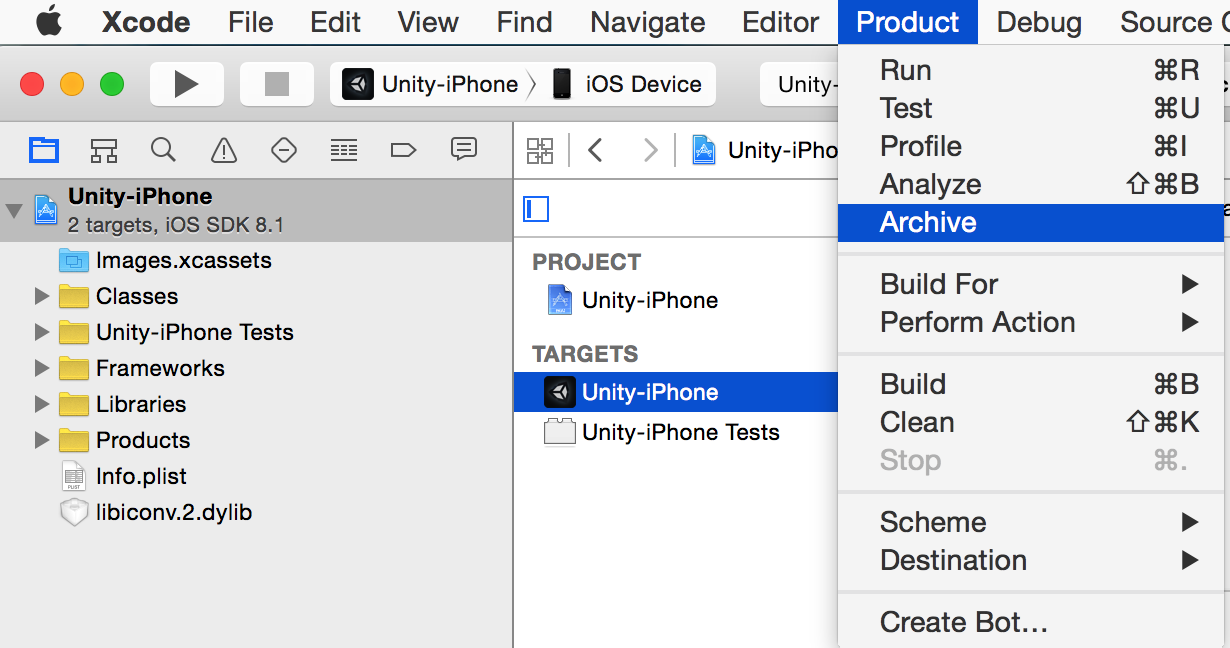 Xcode File Edit View Find Navigate Editor Product Debug Source
Unity-iPhone iOS Device Unity-
Unity-iPho
Unity-iPhone
2 targets, iOS SDK 8.1
Images.xcassets
Classes
Unity-iPhone Tests
Frameworks
Libraries
Products
Info.plist
libiconv.2.dylib
PROJECT
Unity-iPhone
TARGETS
Unity-iPhone
Unity-iPhone Tests
Run ⌘R
Test ⌘U
Profile ⌘I
Analyze ⇧⌘B
Archive
Build For
Perform Action
Build ⌘B
Clean ⇧⌘K
Stop ⌘.
Scheme
Destination
Create Bot…